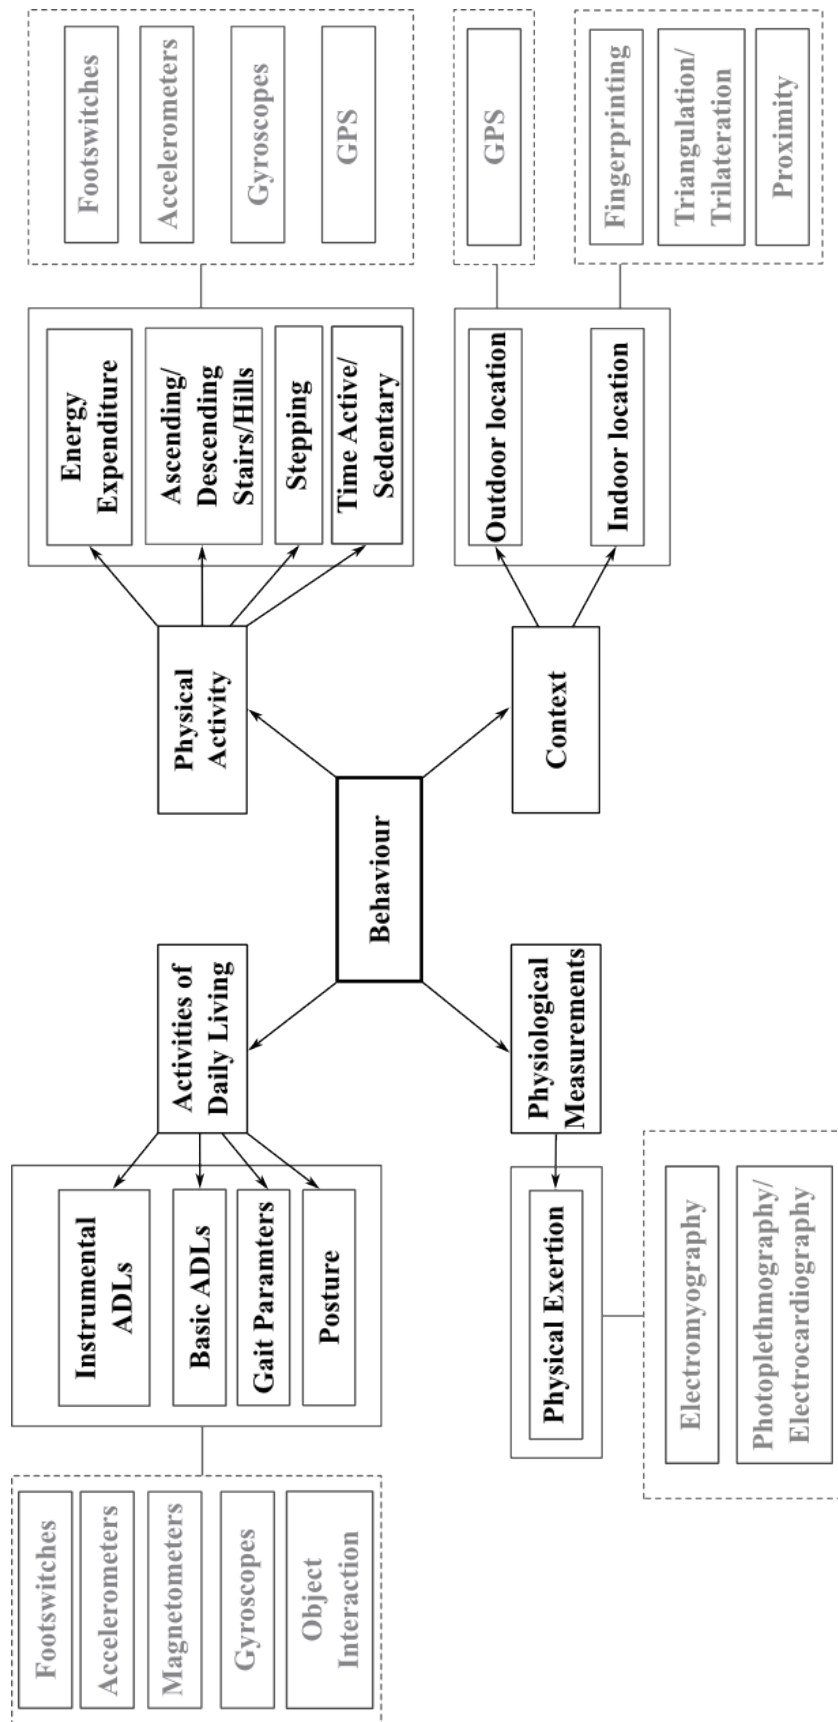 Footswitches
Accelerometers
Magnetometers
Gyroscopes
Object
Interaction
Instrumental
ADLs
Basic ADLs
Gait Paramters
Posture
Activities of
Daily Living
Physical
Activity
Energy
Expenditure
Ascending/
Descending
Stairs/Hills
Stepping
Time Active/
Sedentary
Footswitches
Accelerometers
Gyroscopes
GPS
Behaviour
Physiological
Measurements
Physical Exertion
Electromyography
Photoplethmography/
Electrocardiography
Context
Outdoor location
Indoor location
GPS
Fingerprinting
Triangulation/
Trilateration
Proximity